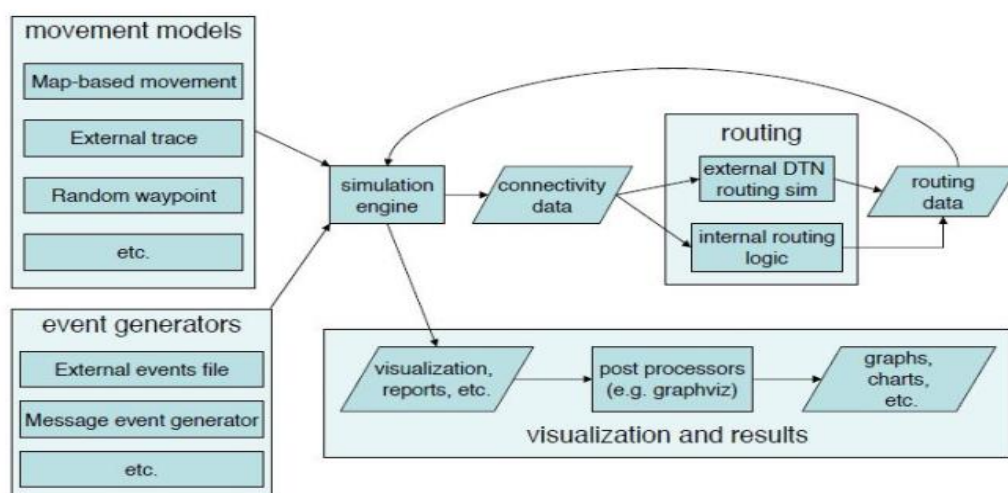 movement models
Map-based movement
External trace
Random waypoint
etc.
event generators
External events file
Message event generator
etc.
simulation
engine
connectivity
data
routing
external DTN
routing sim
internal routing
logic
routing
data
visualization,
reports, etc.
post processors
(e.g. graphviz)
graphs,
charts,
etc.
visualization and results